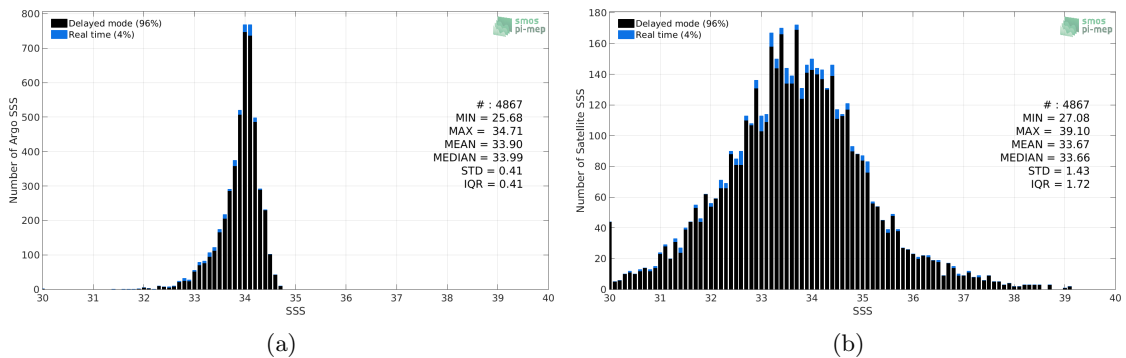 Delayed mode (96%)
Real time (4%)
smos
pi-mep
# : 4867
MIN = 25.68
MAX = 34.71
MEAN = 33.90
MEDIAN = 33.99
STD = 0.41
IQR = 0.41
Number of Argo SSS
800
700
600
500
400
300
200
100
0
30 31 32 33 34 35 36 37 38 39 40
SSS
(a)
Delayed mode (96%)
Real time (4%)
smos
pi-mep
# : 4867
MIN = 27.08
MAX = 39.10
MEAN = 33.67
MEDIAN = 33.66
STD = 1.43
IQR = 1.72
Number of Satellite SSS
180
160
140
120
100
80
60
40
20
0
30 31 32 33 34 35 36 37 38 39 40
SSS
(b)